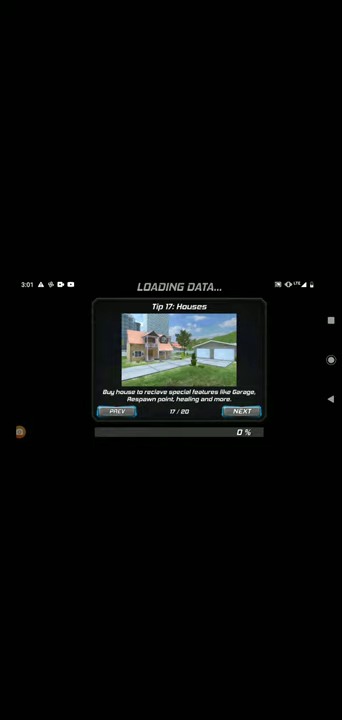 3:01
LTE
LOADING DATA...
Tip 17: Houses
Buy house to recieve special features like Garage,
Respawn point, healing and more.
PREV
17 / 20
NEXT
0 %